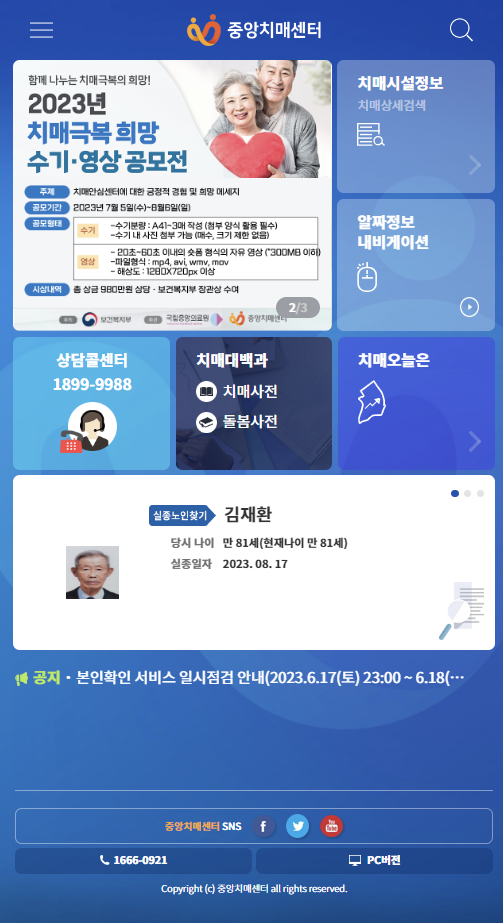 중앙치매센터
함께 나누는 치매극복의 희망!
2023년
치매극복 희망
수기·영상 공모전
주제 치매안심센터에 대한 긍정적 경험 및 희망 메세지
공모기간 2023년 7월 5일(수)~8월6일(일)
공모형태
수기 -수기분량 : A41~3매 작성 (첨부 양식 활용 필수)
-수기 내 사진 첨부 가능 (매수, 크기 제한 없음)
영상 - 20초~60초 이내의 숏폼 형식의 자유 영상 ("300MB 이하)
-파일형식 : mp4, avi, wmv, mov
- 해상도 : 1280X720px 이상
시상내역 총 상금 980만원 상당 · 보건복지부 장관상 수여
보건복지부 국립중앙의료원 중앙치매센터
2/3
치매시설정보
치매상세검색
알짜정보
내비게이션
상담콜센터
1899-9988
치매대백과
치매사전
돌봄사전
치매오늘은
실종노인찾기 김재환
당시 나이 만 81세(현재나이 만 81세)
실종일자 2023. 08. 17
공지 · 본인확인 서비스 일시점검 안내(2023.6.17(토) 23:00 ~ 6.18(···
중앙치매센터 SNS
You Tube
1666-0921
PC버전
Copyright (c) 중앙치매센터 all rights reserved.